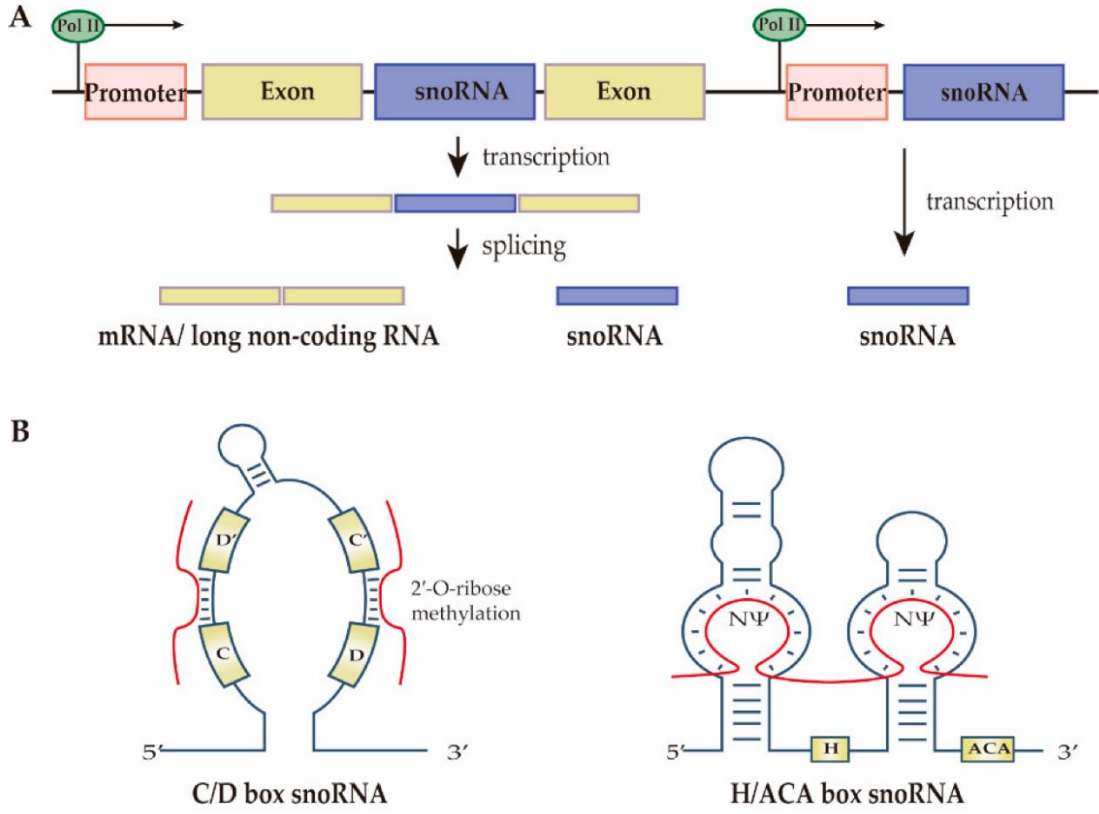 A
Pol II
Pol II
Promoter
Exon
snoRNA
Exon
Promoter
snoRNA
transcription
transcription
splicing
mRNA/ long non-coding RNA
snoRNA
snoRNA
B
D'
C'
2'-O-ribose
methylation
C
D
5'
3'
C/D box snoRNA
NΨ
NΨ
5'
H
ACA
3'
H/ACA box snoRNA